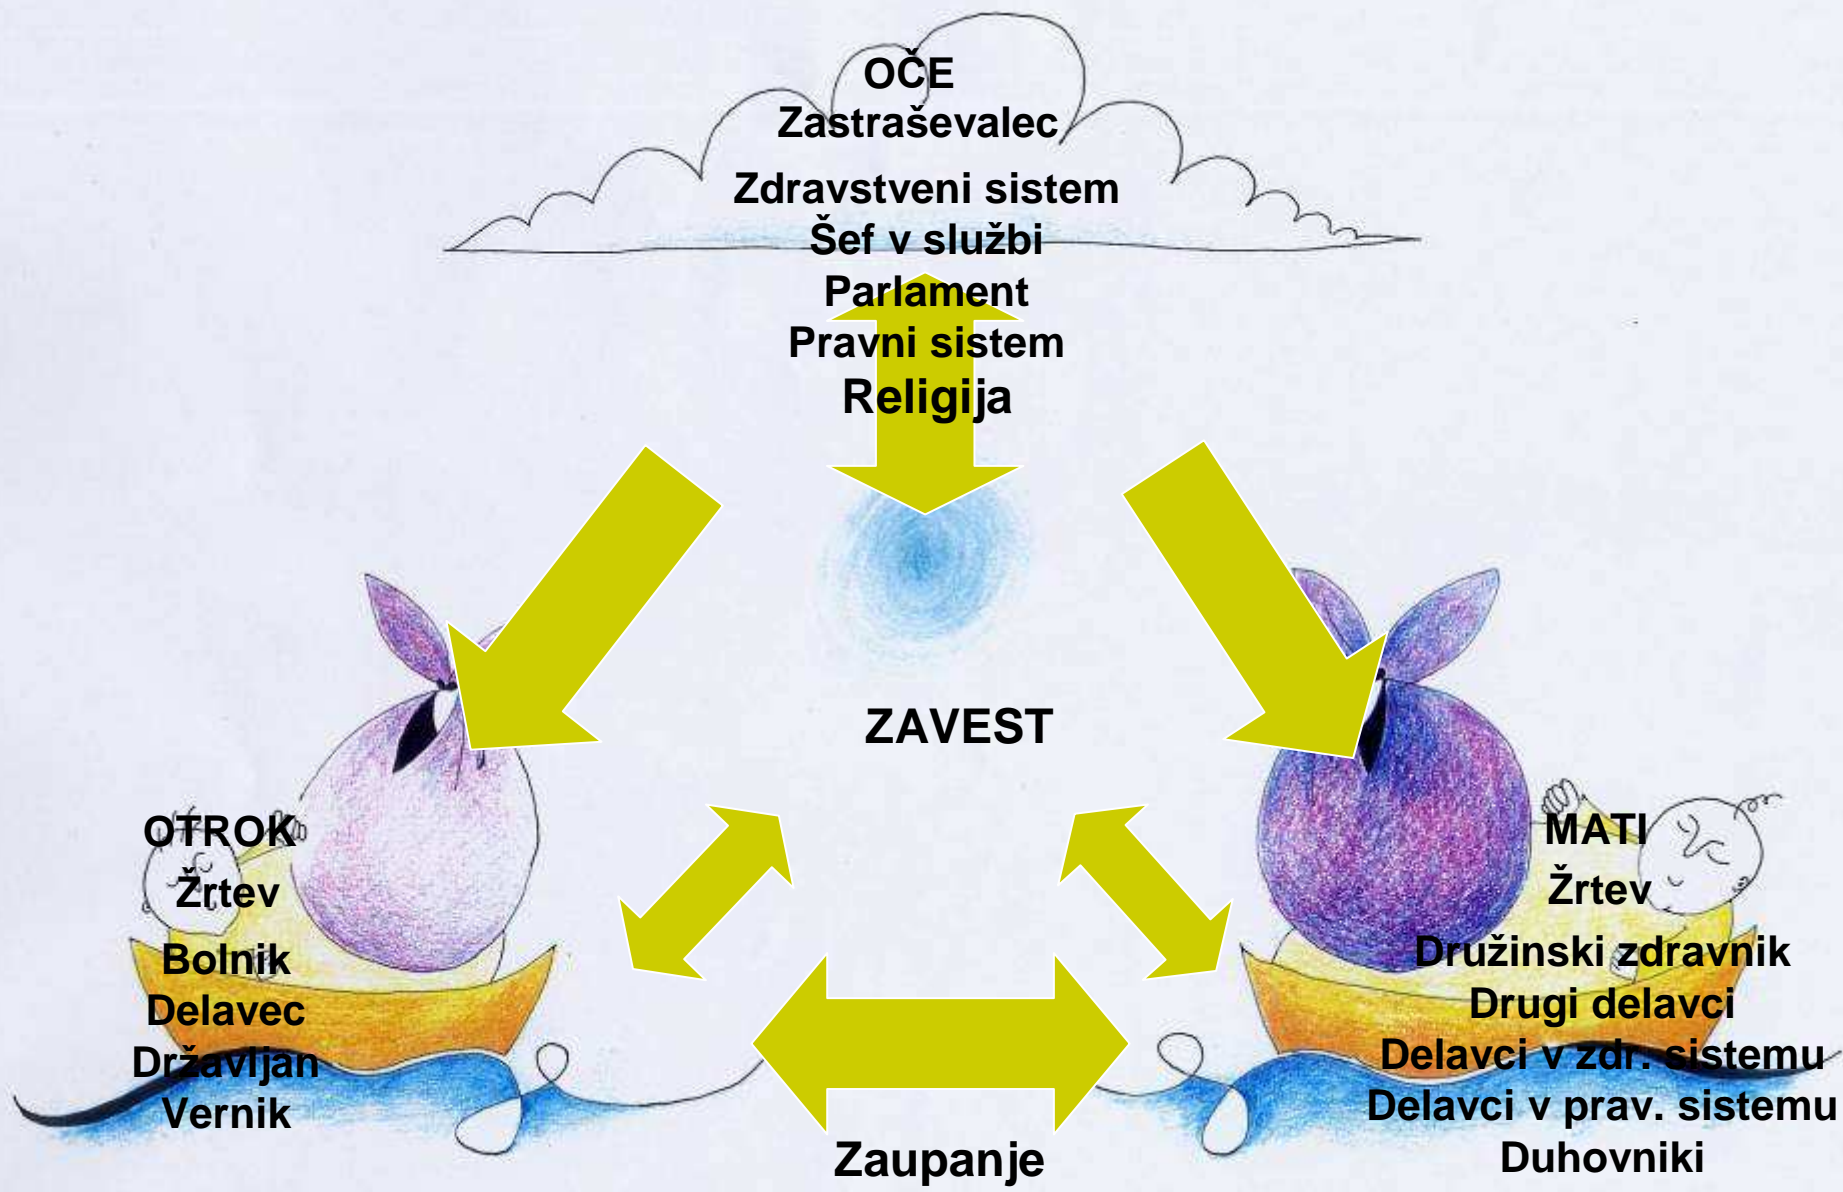 OČE
Zastraševalec
Zdravstveni sistem
Šef v službi
Parlament
Pravni sistem
Religija
ZAVEST
OTROK
Žrtev
Bolnik
Delavec
Državljan
Vernik
MATI
Žrtev
Družinski zdravnik
Drugi delavci
Delavci v zdr. sistemu
Delavci v prav. sistemu
Duhovniki
Zaupanje